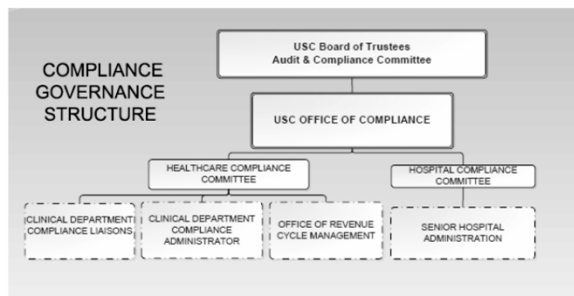 COMPLIANCE
GOVERNANCE
STRUCTURE
USC Board of Trustees
Audit & Compliance Committee
USC OFFICE OF COMPLIANCE
HEALTHCARE COMPLIANCE
COMMITTEE
HOSPITAL COMPLIANCE
COMMITTEE
CLINICAL DEPARTMENT
COMPLIANCE LIAISONS
CLINICAL DEPARTMENT
COMPLIANCE
ADMINISTRATOR
OFFICE OF REVENUE
CYCLE MANAGEMENT
SENIOR HOSPITAL
ADMINISTRATION